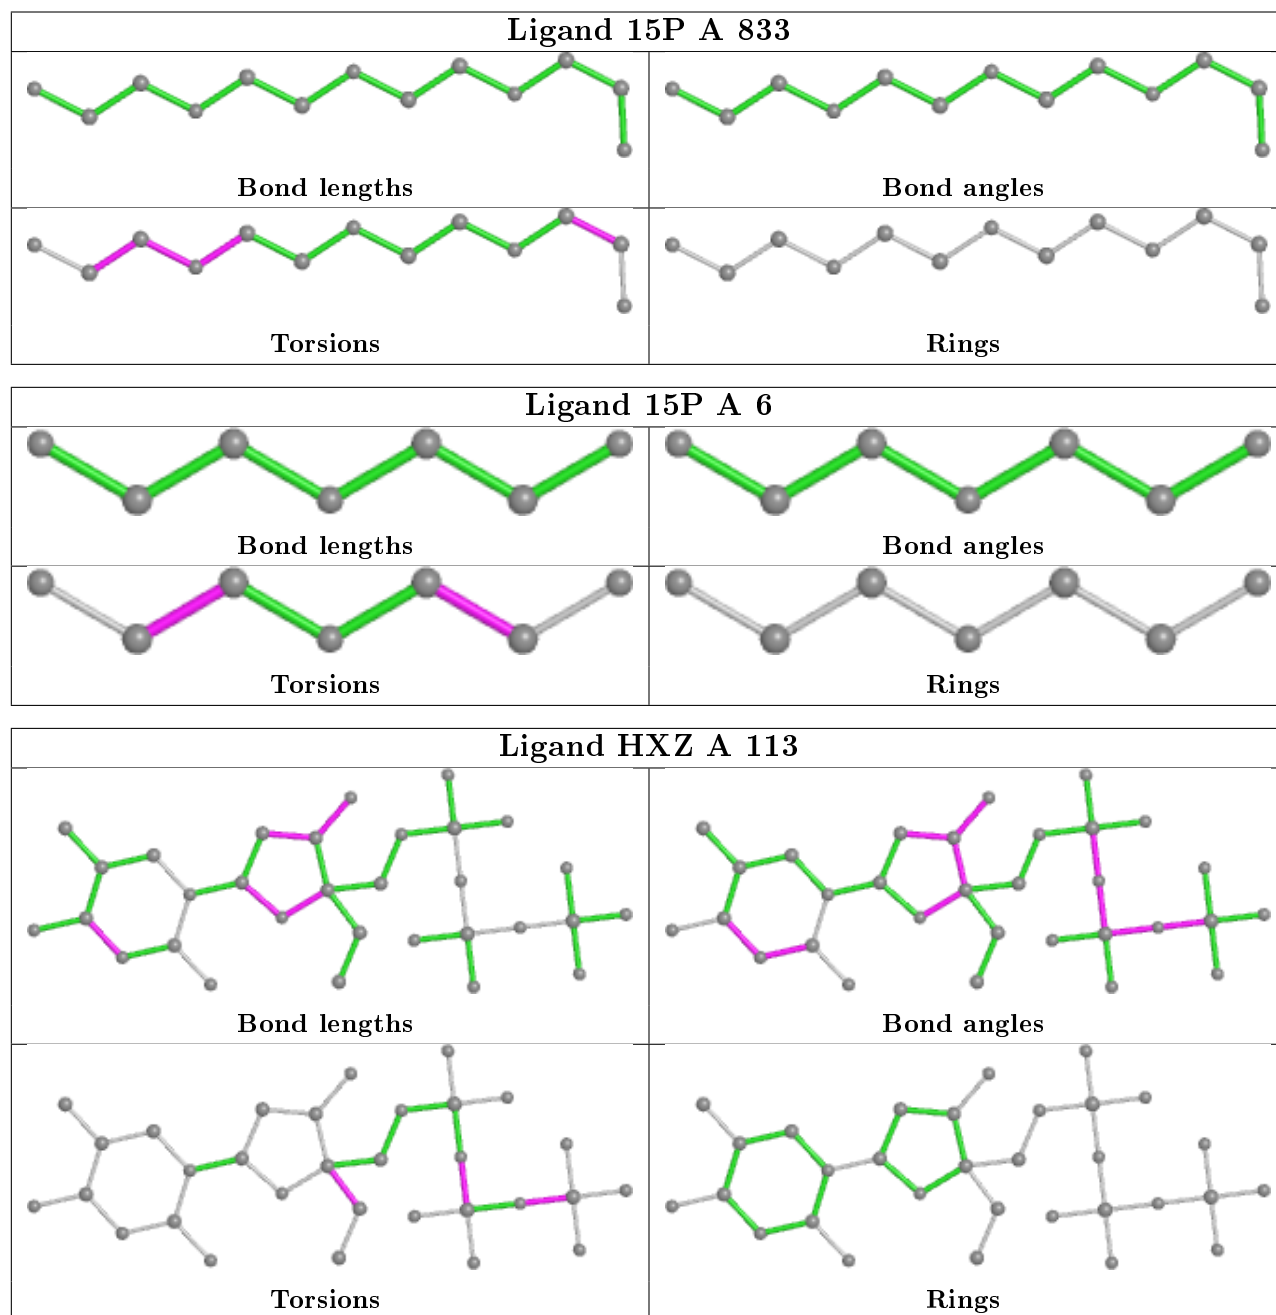 Ligand 15P A 833
Bond lengths
Bond angles
Torsions
Rings
Ligand 15P A 6
Bond lengths
Bond angles
Torsions
Rings
Ligand HXZ A 113
Bond lengths
Bond angles
Torsions
Rings